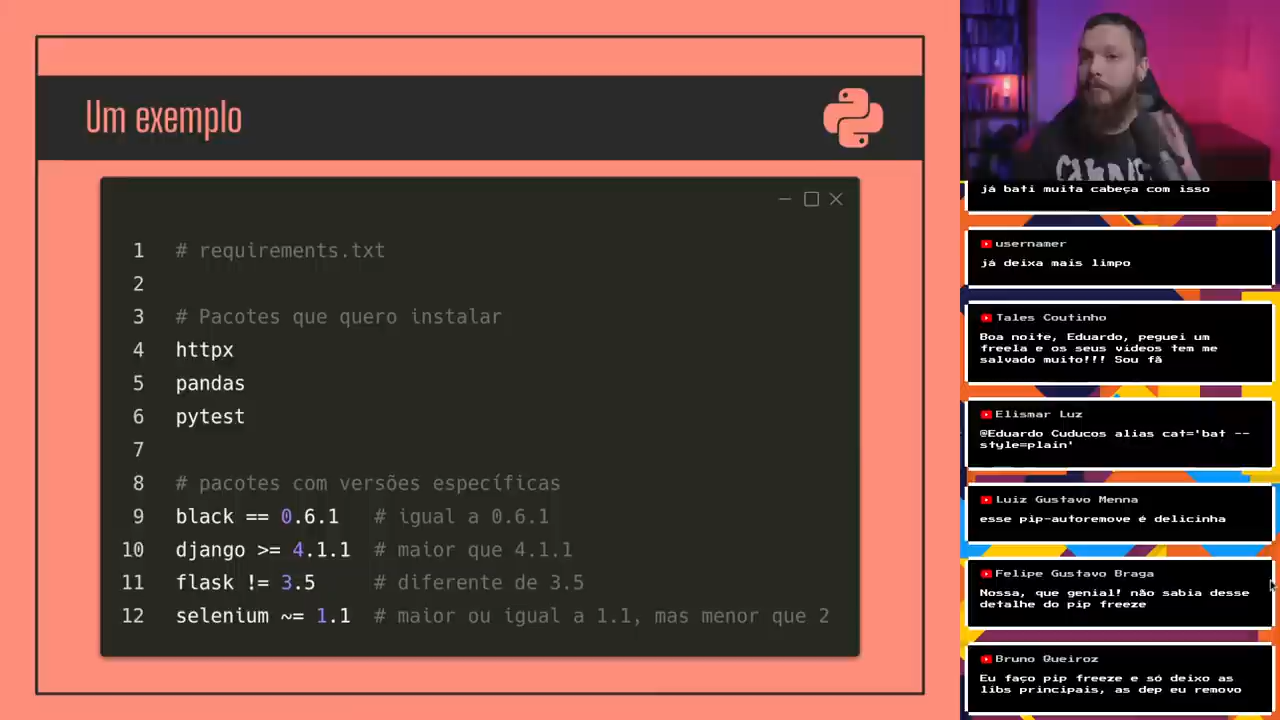 Um exemplo
1 # requirements.txt
2
3 # Pacotes que quero instalar
4 httpx
5 pandas
6 pytest
7
8 # pacotes com versões específicas
9 black == 0.6.1 # igual a 0.6.1
10 django >= 4.1.1 # maior que 4.1.1
11 flask != 3.5 # diferente de 3.5
12 selenium ~= 1.1 # maior ou igual a 1.1, mas menor que 2
já bati muita cabeça com isso
usernamer
já deixa mais limpo
Tales Coutinho
Boa noite, Eduardo, peguei um
freela e os seus vídeos tem me
salvado muito!!! Sou fã
Elismar Luz
@Eduardo Cuducos alias cat='bat --
style=plain'
Luiz Gustavo Menna
esse pip-autoremove é delicinha
Felipe Gustavo Braga
Nossa, que genial! não sabia desse
detalhe do pip freeze
Bruno Queiroz
Eu faço pip freeze e só deixo as
libs principais, as dep eu removo